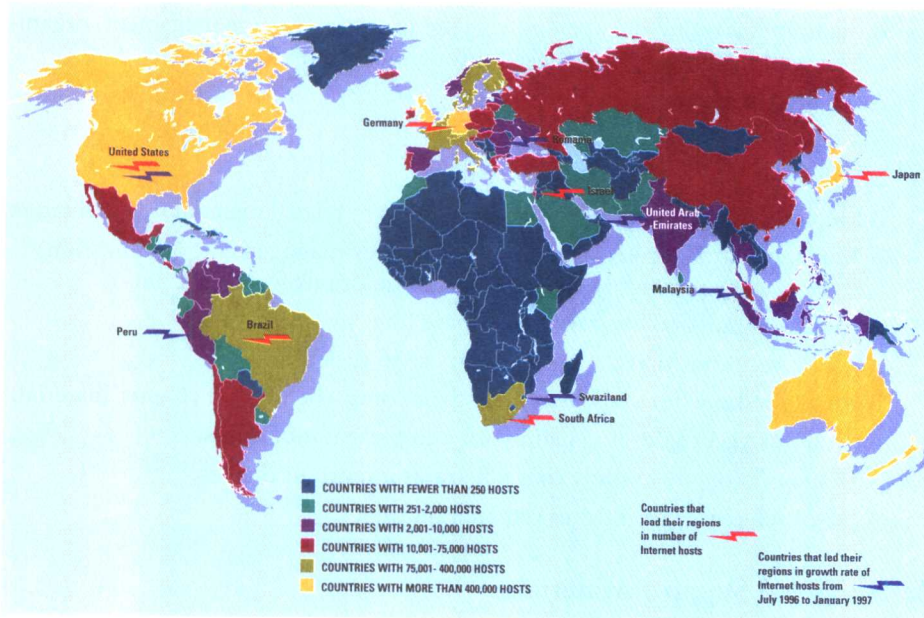 Germany
Romania
United States
Israel
Japan
United Arab
Emirates
Malaysia
Peru
Brazil
Swaziland
South Africa
COUNTRIES WITH FEWER THAN 250 HOSTS
COUNTRIES WITH 251-2,000 HOSTS
COUNTRIES WITH 2,001-10,000 HOSTS
COUNTRIES WITH 10,001-75,000 HOSTS
COUNTRIES WITH 75,001- 400,000 HOSTS
COUNTRIES WITH MORE THAN 400,000 HOSTS
Countries that
lead their regions
in number of
Internet hosts
Countries that led their
regions in growth rate of
Internet hosts from
July 1996 to January 1997